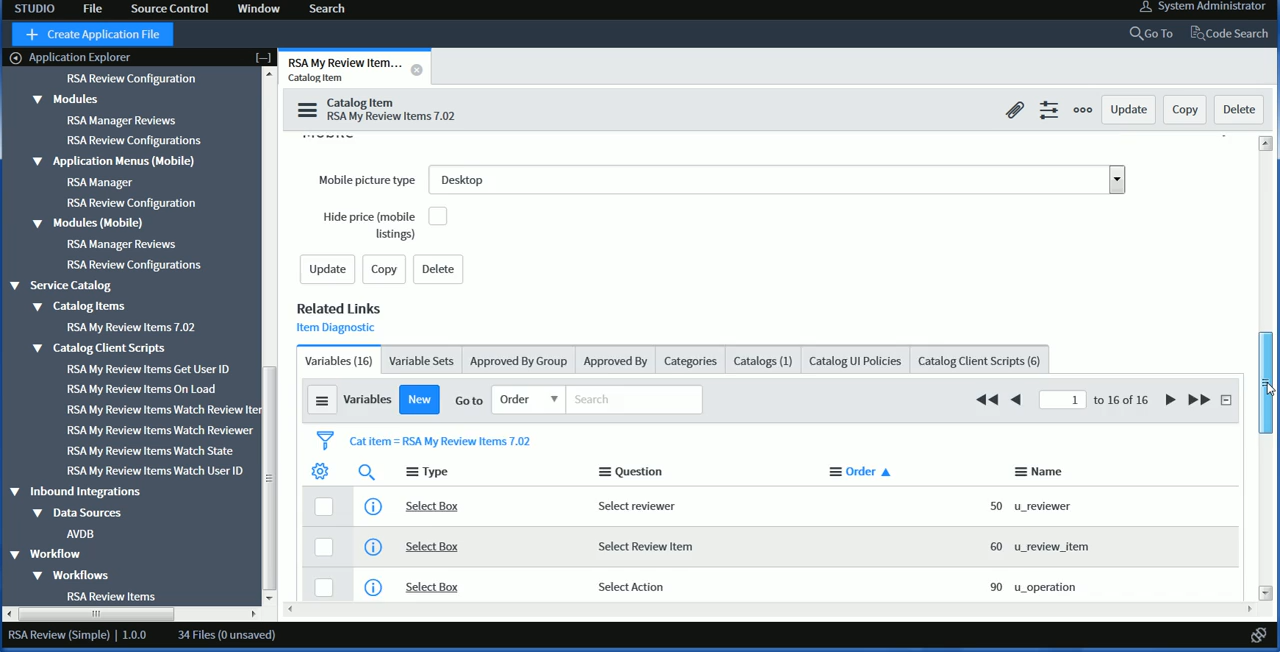 STUDIO File Source Control Window Search System Administrator
+ Create Application File Go To Code Search
Application Explorer [—]
RSA Review Configuration
Modules
RSA Manager Reviews
RSA Review Configurations
Application Menus (Mobile)
RSA Manager
RSA Review Configuration
Modules (Mobile)
RSA Manager Reviews
RSA Review Configurations
Service Catalog
Catalog Items
RSA My Review Items 7.02
Catalog Client Scripts
RSA My Review Items Get User ID
RSA My Review Items On Load
RSA My Review Items Watch Review Iter
RSA My Review Items Watch Reviewer
RSA My Review Items Watch State
RSA My Review Items Watch User ID
Inbound Integrations
Data Sources
AVDB
Workflow
Workflows
RSA Review Items
RSA My Review Item...
Catalog Item
Catalog Item
RSA My Review Items 7.02
Update Copy Delete
Mobile
Mobile picture type Desktop
Hide price (mobile
listings)
Update Copy Delete
Related Links
Item Diagnostic
Variables (16) Variable Sets Approved By Group Approved By Categories Catalogs (1) Catalog UI Policies Catalog Client Scripts (6)
Variables New Go to Order Search 1 to 16 of 16
Cat item = RSA My Review Items 7.02
Type Question Order Name
Select Box Select reviewer 50 u_reviewer
Select Box Select Review Item 60 u_review_item
Select Box Select Action 90 u_operation
RSA Review (Simple) | 1.0.0 34 Files (0 unsaved)